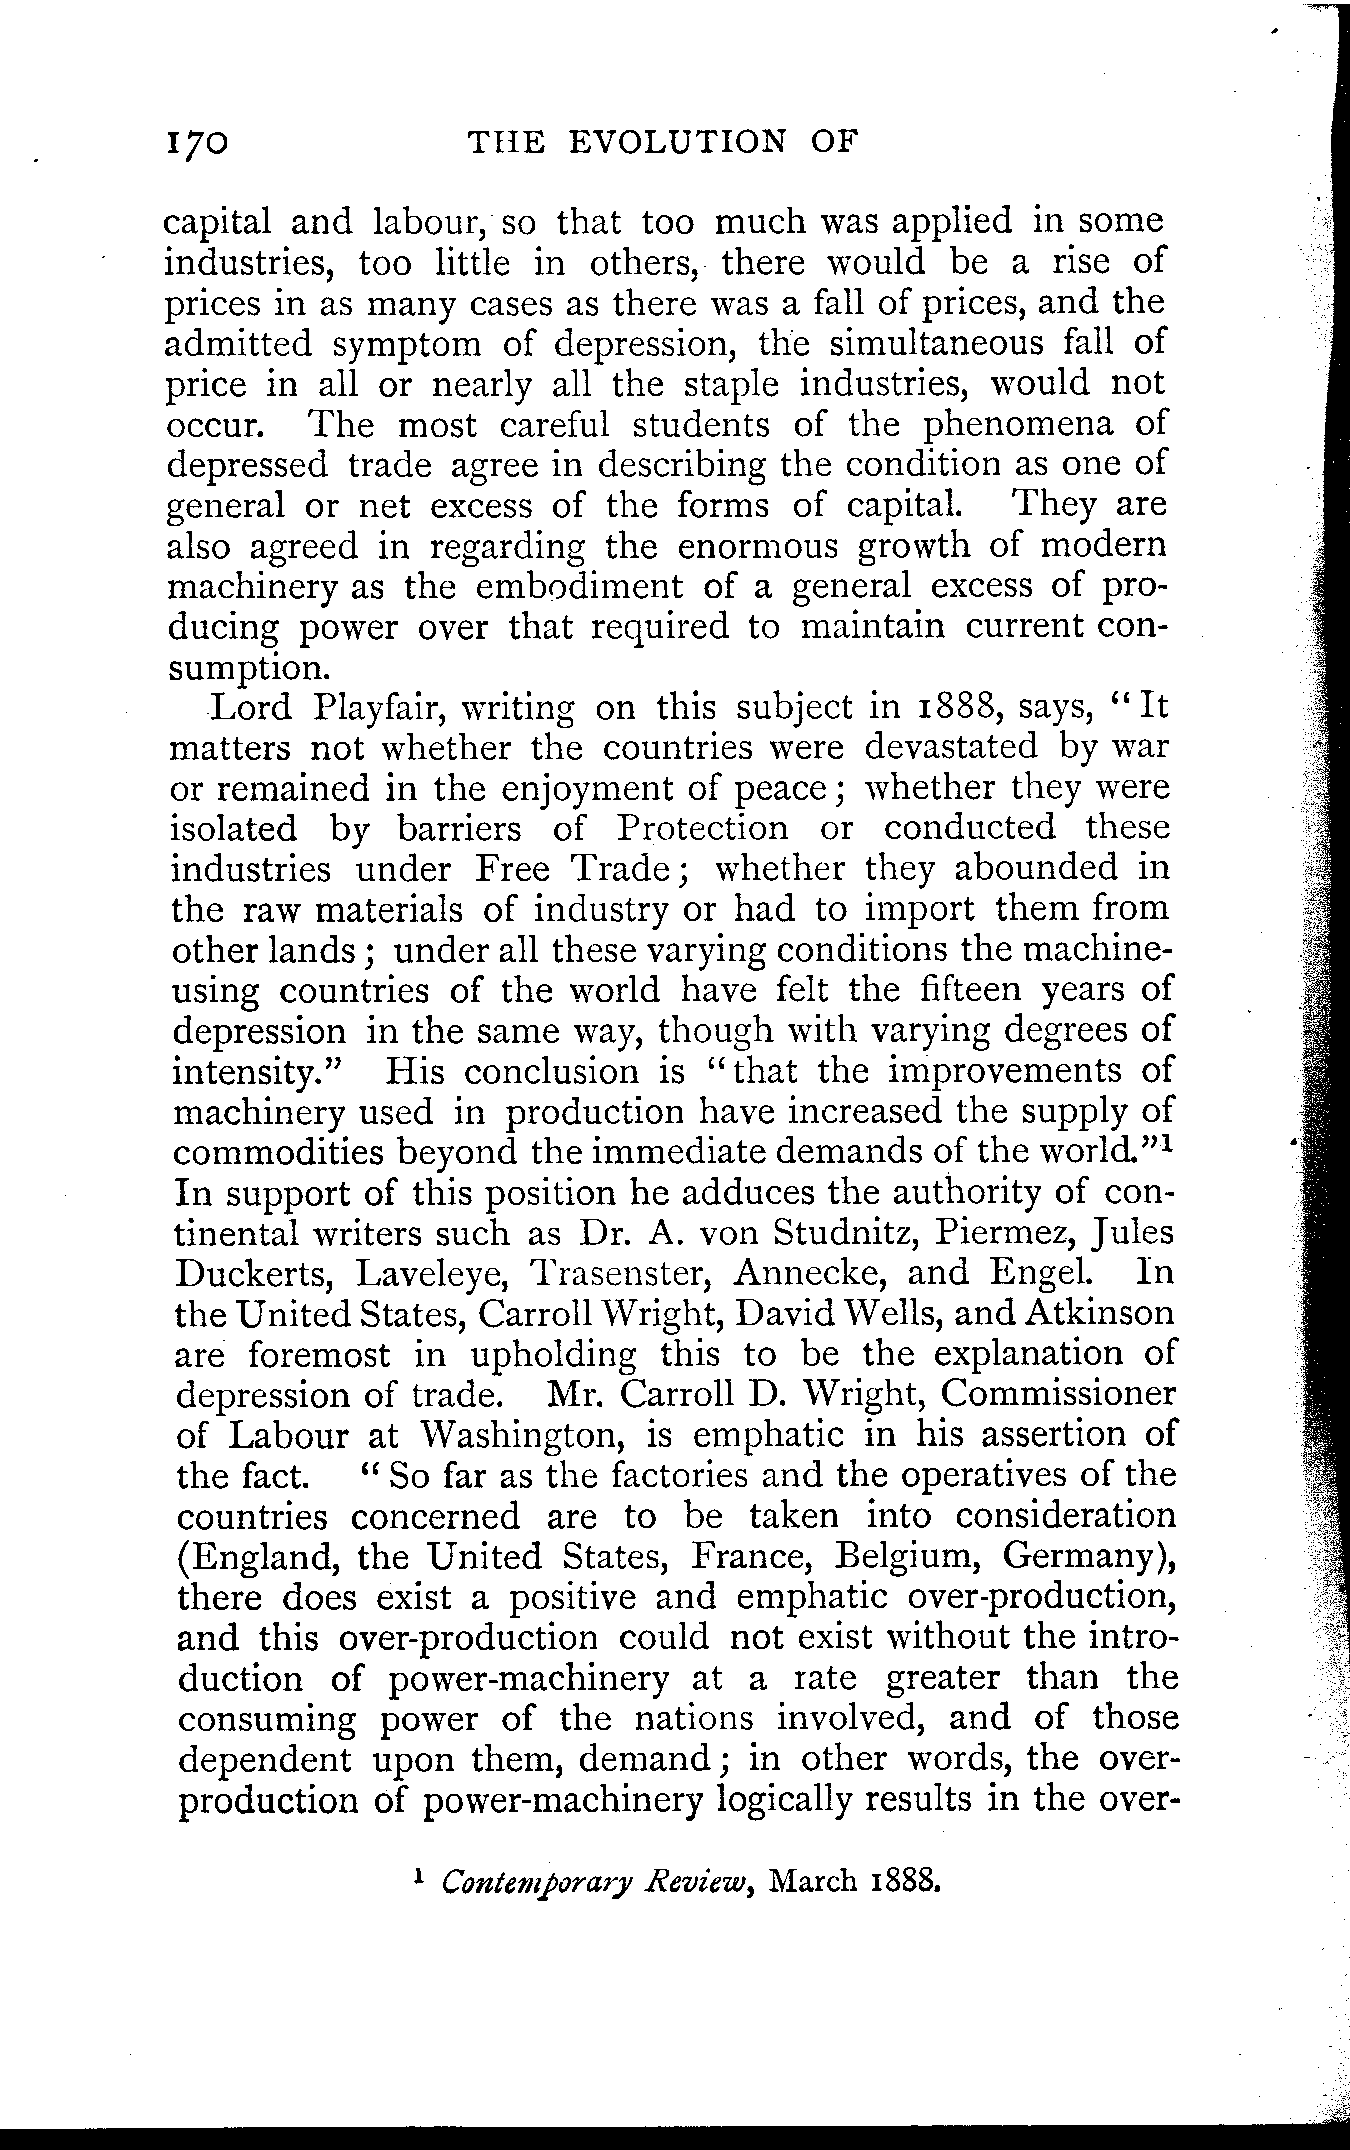 170 THE EVOLUTION OF
capital and labour, so that too much was applied in some
industries, too little in others, there would be a rise of
prices in as many cases as there was a fall of prices, and the
admitted symptom of depression, the simultaneous fall of
price in all or nearly all the staple industries, would not
occur. The most careful students of the phenomena of
depressed trade agree in describing the condition as one of
general or net excess of the forms of capital. They are
also agreed in regarding the enormous growth of modern
machinery as the embodiment of a general excess of pro-
ducing power over that required to maintain current con-
sumption.
Lord Playfair, writing on this subject in 1888, says, "It
matters not whether the countries were devastated by war
or remained in the enjoyment of peace; whether they were
isolated by barriers of Protection or conducted these
industries under Free Trade; whether they abounded in
the raw materials of industry or had to import them from
other lands; under all these varying conditions the machine-
using countries of the world have felt the fifteen years of
depression in the same way, though with varying degrees of
intensity." His conclusion is "that the improvements of
machinery used in production have increased the supply of
commodities beyond the immediate demands of the world."¹
In support of this position he adduces the authority of con-
tinental writers such as Dr. A. von Studnitz, Piermez, Jules
Duckerts, Laveleye, Trasenster, Annecke, and Engel. In
the United States, Carroll Wright, David Wells, and Atkinson
are foremost in upholding this to be the explanation of
depression of trade. Mr. Carroll D. Wright, Commissioner
of Labour at Washington, is emphatic in his assertion of
the fact. "So far as the factories and the operatives of the
countries concerned are to be taken into consideration
(England, the United States, France, Belgium, Germany),
there does exist a positive and emphatic over-production,
and this over-production could not exist without the intro-
duction of power-machinery at a rate greater than the
consuming power of the nations involved, and of those
dependent upon them, demand; in other words, the over-
production of power-machinery logically results in the over-
¹ Contemporary Review, March 1888.